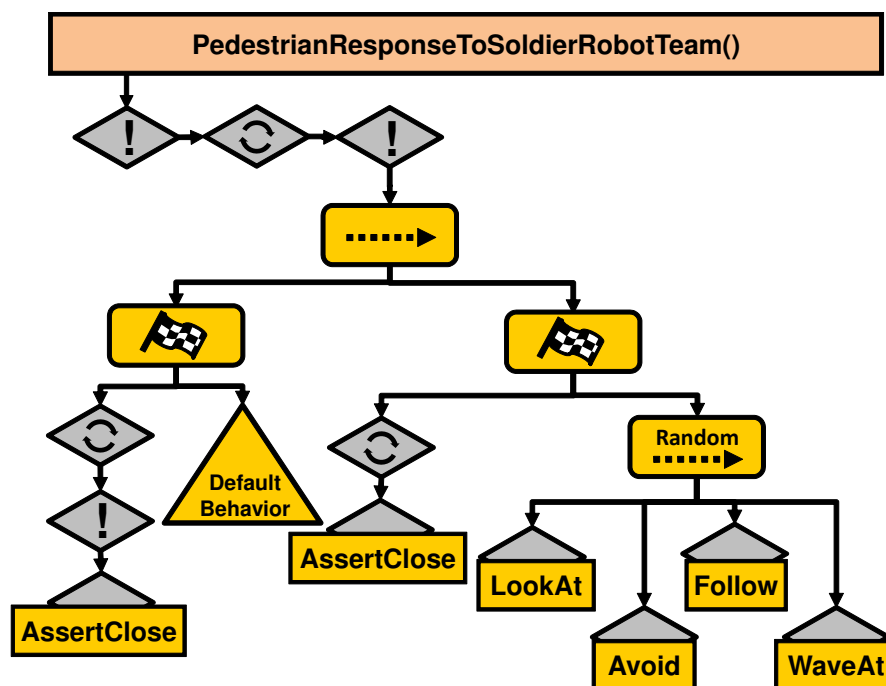 PedestrianResponseToSoldierRobotTeam()
!
!
Random
Default
Behavior
!
AssertClose
AssertClose
LookAt
Follow
Avoid
WaveAt